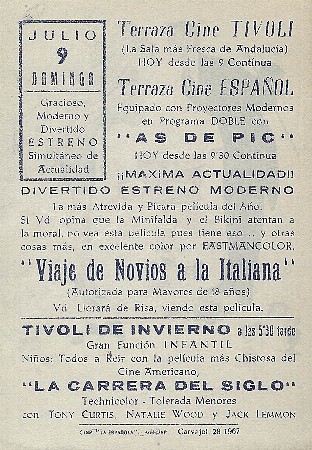 JULIO
9
DOMINGO
Gracioso,
Moderno y
Divertido
ESTRENO
Simultáneo de
Actualidad
Terraza Cine TIVOLI
(La Sala más Fresca de Andalucía)
HOY desde las 9 Contínua
Terraza Cine ESPAÑOL
Equipado con Proyectores Modernos
en Programa DOBLE con
"AS DE PIC"
HOY desde las 9'30 Contínua
¡¡MAXIMA ACTUALIDAD!!
DIVERTIDO ESTRENO MODERNO
La más Atrevida y Pícara película del Año.
Si Vd. opina que la Minifalda y el Bikini atentan a
la moral, no vea esta película pues tiene eso... y otras
cosas más, en excelente color por EASTMANCOLOR.
"Viaje de Novios a la Italiana"
(Autorizada para Mayores de 18 años)
Vd. Llorará de Risa, viendo esta película.
TIVOLI DE INVIERNO a las 5'30 tarde
Gran Función INFANTIL
Niños: Todos a Reir con la película más Chistosa del
Cine Americano,
"LA CARRERA DEL SIGLO"
Technicolor - Tolerada Menores
con TONY CURTIS, NATALIE WOOD y JACK LEMMON
"LA ESPAÑOLA" Carvajal 28 1967